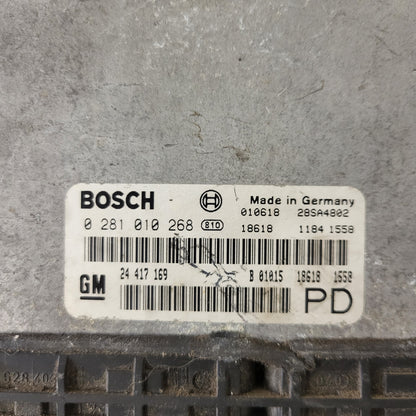 BOSCH Made in Germany
010618 28SA4802
0 281 010 268 810 18618 1184 1558
24 417 169 B 01015 18618 1558
GM PD